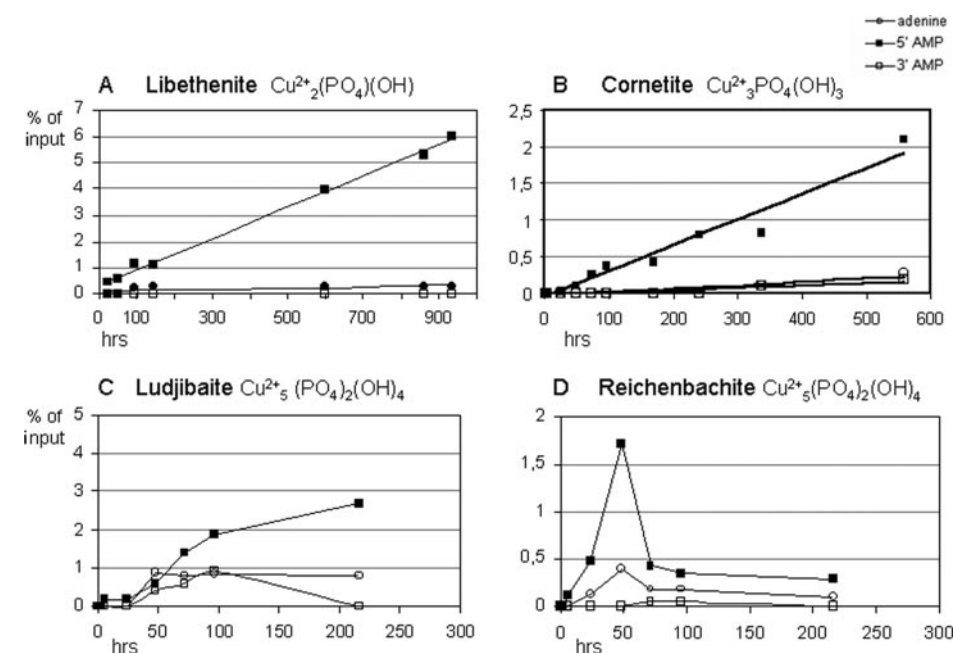 adenine
5' AMP
3' AMP
A Libethenite Cu²⁺₂(PO₄)(OH)
% of input
7
6
5
4
3
2
1
0
0 100 300 500 700 900
hrs
B Cornetite Cu²⁺₃PO₄(OH)₃
2,5
2
1,5
1
0,5
0
0 100 200 300 400 500 600
hrs
C Ludjibaite Cu²⁺₅ (PO₄)₂(OH)₄
% of input
5
4
3
2
1
0
0 50 100 150 200 250 300
hrs
D Reichenbachite Cu²⁺₅(PO₄)₂(OH)₄
2
1,5
1
0,5
0
0 50 100 150 200 250 300
hrs